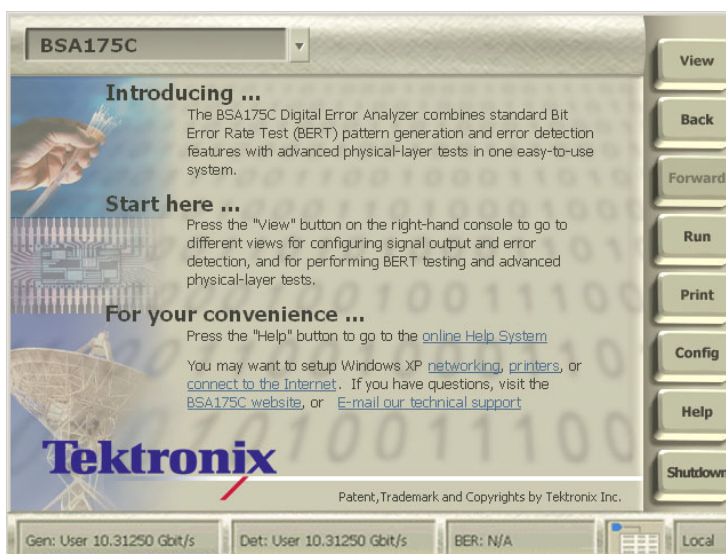 BSA175C
Introducing ...
The BSA175C Digital Error Analyzer combines standard Bit
Error Rate Test (BERT) pattern generation and error detection
features with advanced physical-layer tests in one easy-to-use
system.
Start here ...
Press the "View" button on the right-hand console to go to
different views for configuring signal output and error
detection, and for performing BERT testing and advanced
physical-layer tests.
For your convenience ...
Press the "Help" button to go to the online Help System
You may want to setup Windows XP networking, printers, or
connect to the Internet. If you have questions, visit the
BSA175C website, or E-mail our technical support
Tektronix
Patent,Trademark and Copyrights by Tektronix Inc.
View
Back
Forward
Run
Print
Config
Help
Shutdown
Gen: User 10.31250 Gbit/s
Det: User 10.31250 Gbit/s
BER: N/A
Local